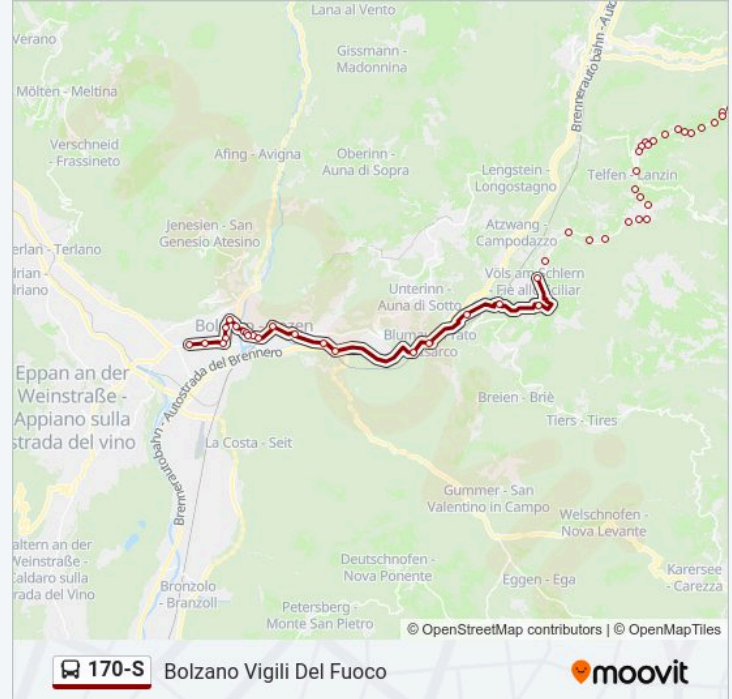 Lana al Vento
Verano
Gissmann -
Madonnina
Mölten - Meltina
Brennerautobahn - Auto
Verschneid
- Frassineto
Afing - Avigna
Oberinn -
Auna di Sopra
Lengstein -
Longostagno
Telfen - Lanzin
Jenesien - San
Genesio Atesino
Atzwang -
Campodazzo
erlan - Terlano
drian -
driano
Unterinn -
Auna di Sotto
Völs am Schlern
- Fiè allo Sciliar
Autostrada del Brennero
Eppan an der
Weinstraße -
Appiano sulla
strada del vino
Breien - Briè
Tiers - Tires
La Costa - Seit
Brennerautobahn -
Gummer - San
Valentino in Campo
Welschnofen -
Nova Levante
altern an der
Weinstraße -
Caldaro sulla
rada del Vino
Deutschnofen -
Nova Ponente
Eggen - Ega
Karersee
- Carezza
Bronzolo
- Branzoll
Petersberg -
Monte San Pietro
© OpenStreetMap contributors | © OpenMapTiles
170-S Bolzano Vigili Del Fuoco
moovit